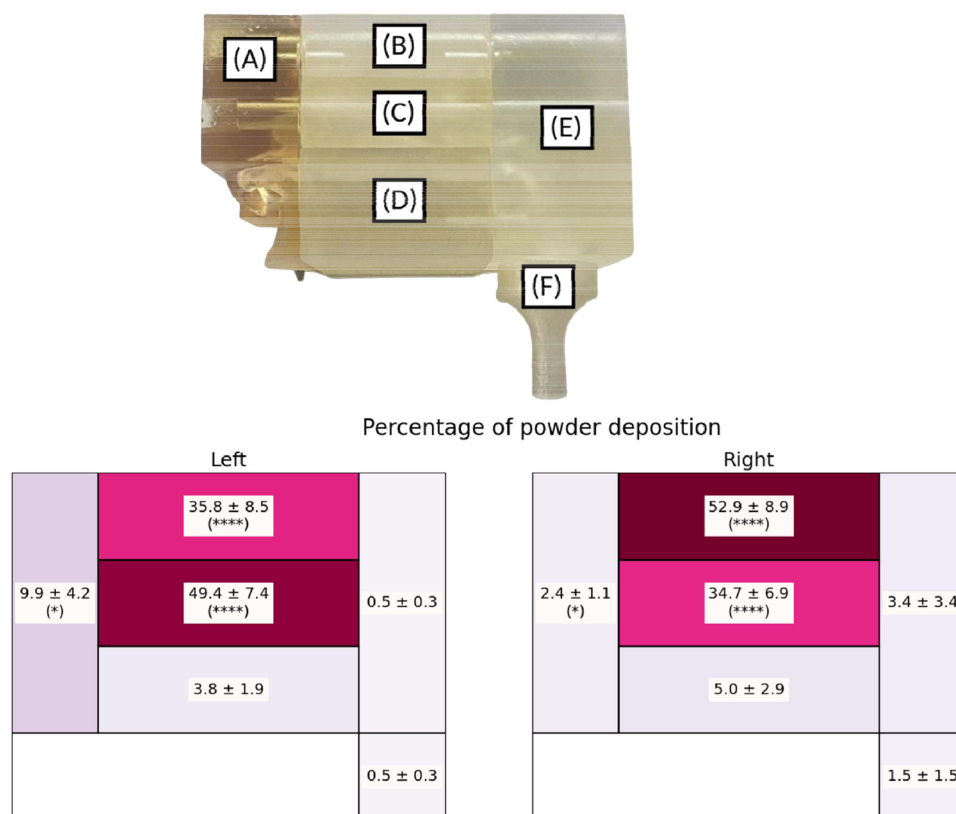 (A)
(B)
(C)
(D)
(E)
(F)
Percentage of powder deposition
Left
35.8 ± 8.5
(****)
9.9 ± 4.2
(*)
49.4 ± 7.4
(****)
0.5 ± 0.3
3.8 ± 1.9
0.5 ± 0.3
Right
52.9 ± 8.9
(****)
2.4 ± 1.1
(*)
34.7 ± 6.9
(****)
3.4 ± 3.4
5.0 ± 2.9
1.5 ± 1.5